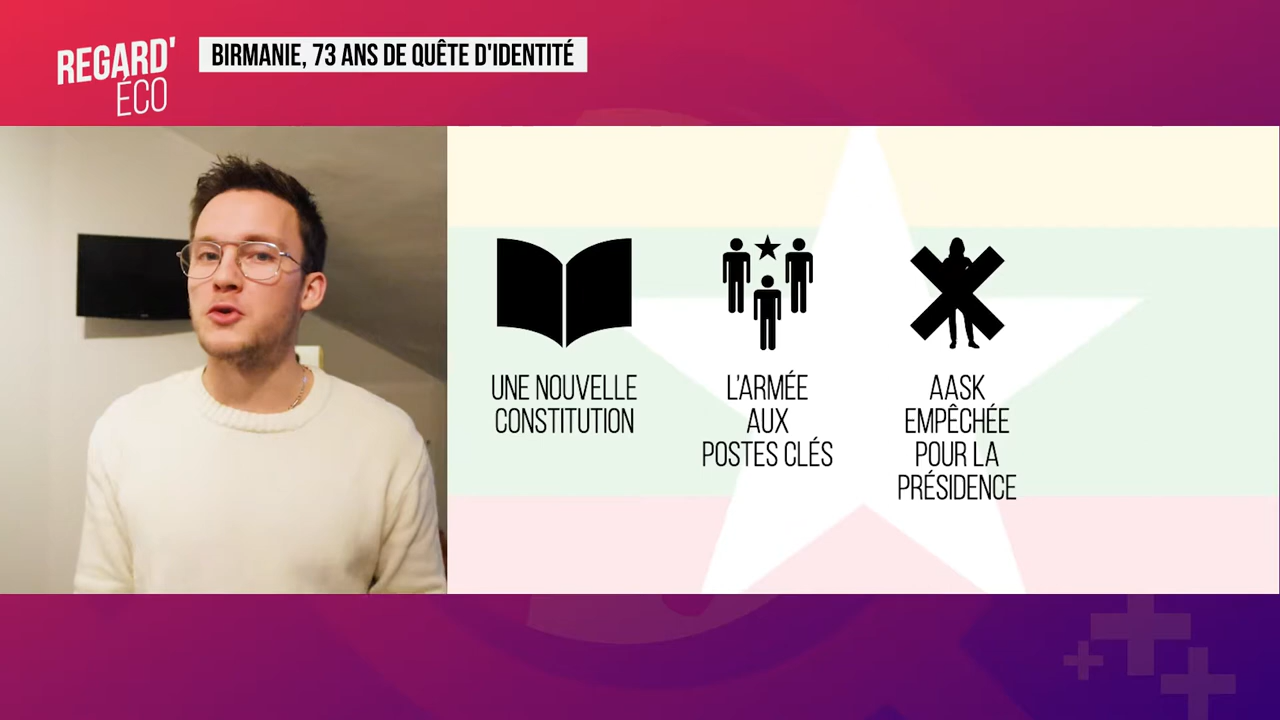 REGARD'
ÉCO
BIRMANIE, 73 ANS DE QUÊTE D'IDENTITÉ
UNE NOUVELLE
CONSTITUTION
L'ARMÉE
AUX
POSTES CLÉS
AASK
EMPÊCHÉE
POUR LA
PRÉSIDENCE